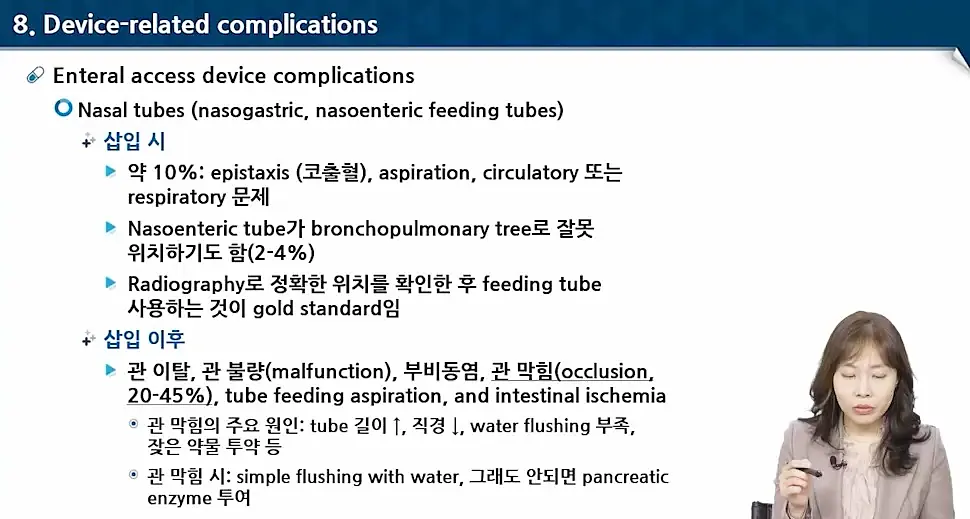 8. Device-related complications
Enteral access device complications
Nasal tubes (nasogastric, nasoenteric feeding tubes)
삽입 시
약 10%: epistaxis (코출혈), aspiration, circulatory 또는
respiratory 문제
Nasoenteric tube가 bronchopulmonary tree로 잘못
위치하기도 함(2-4%)
Radiography로 정확한 위치를 확인한 후 feeding tube
사용하는 것이 gold standard임
삽입 이후
관 이탈, 관 불량(malfunction), 부비동염, 관 막힘(occlusion,
20-45%), tube feeding aspiration, and intestinal ischemia
관 막힘의 주요 원인: tube 길이↑, 직경↓, water flushing 부족,
잦은 약물 투약 등
관 막힘 시: simple flushing with water, 그래도 안되면 pancreatic
enzyme 투여